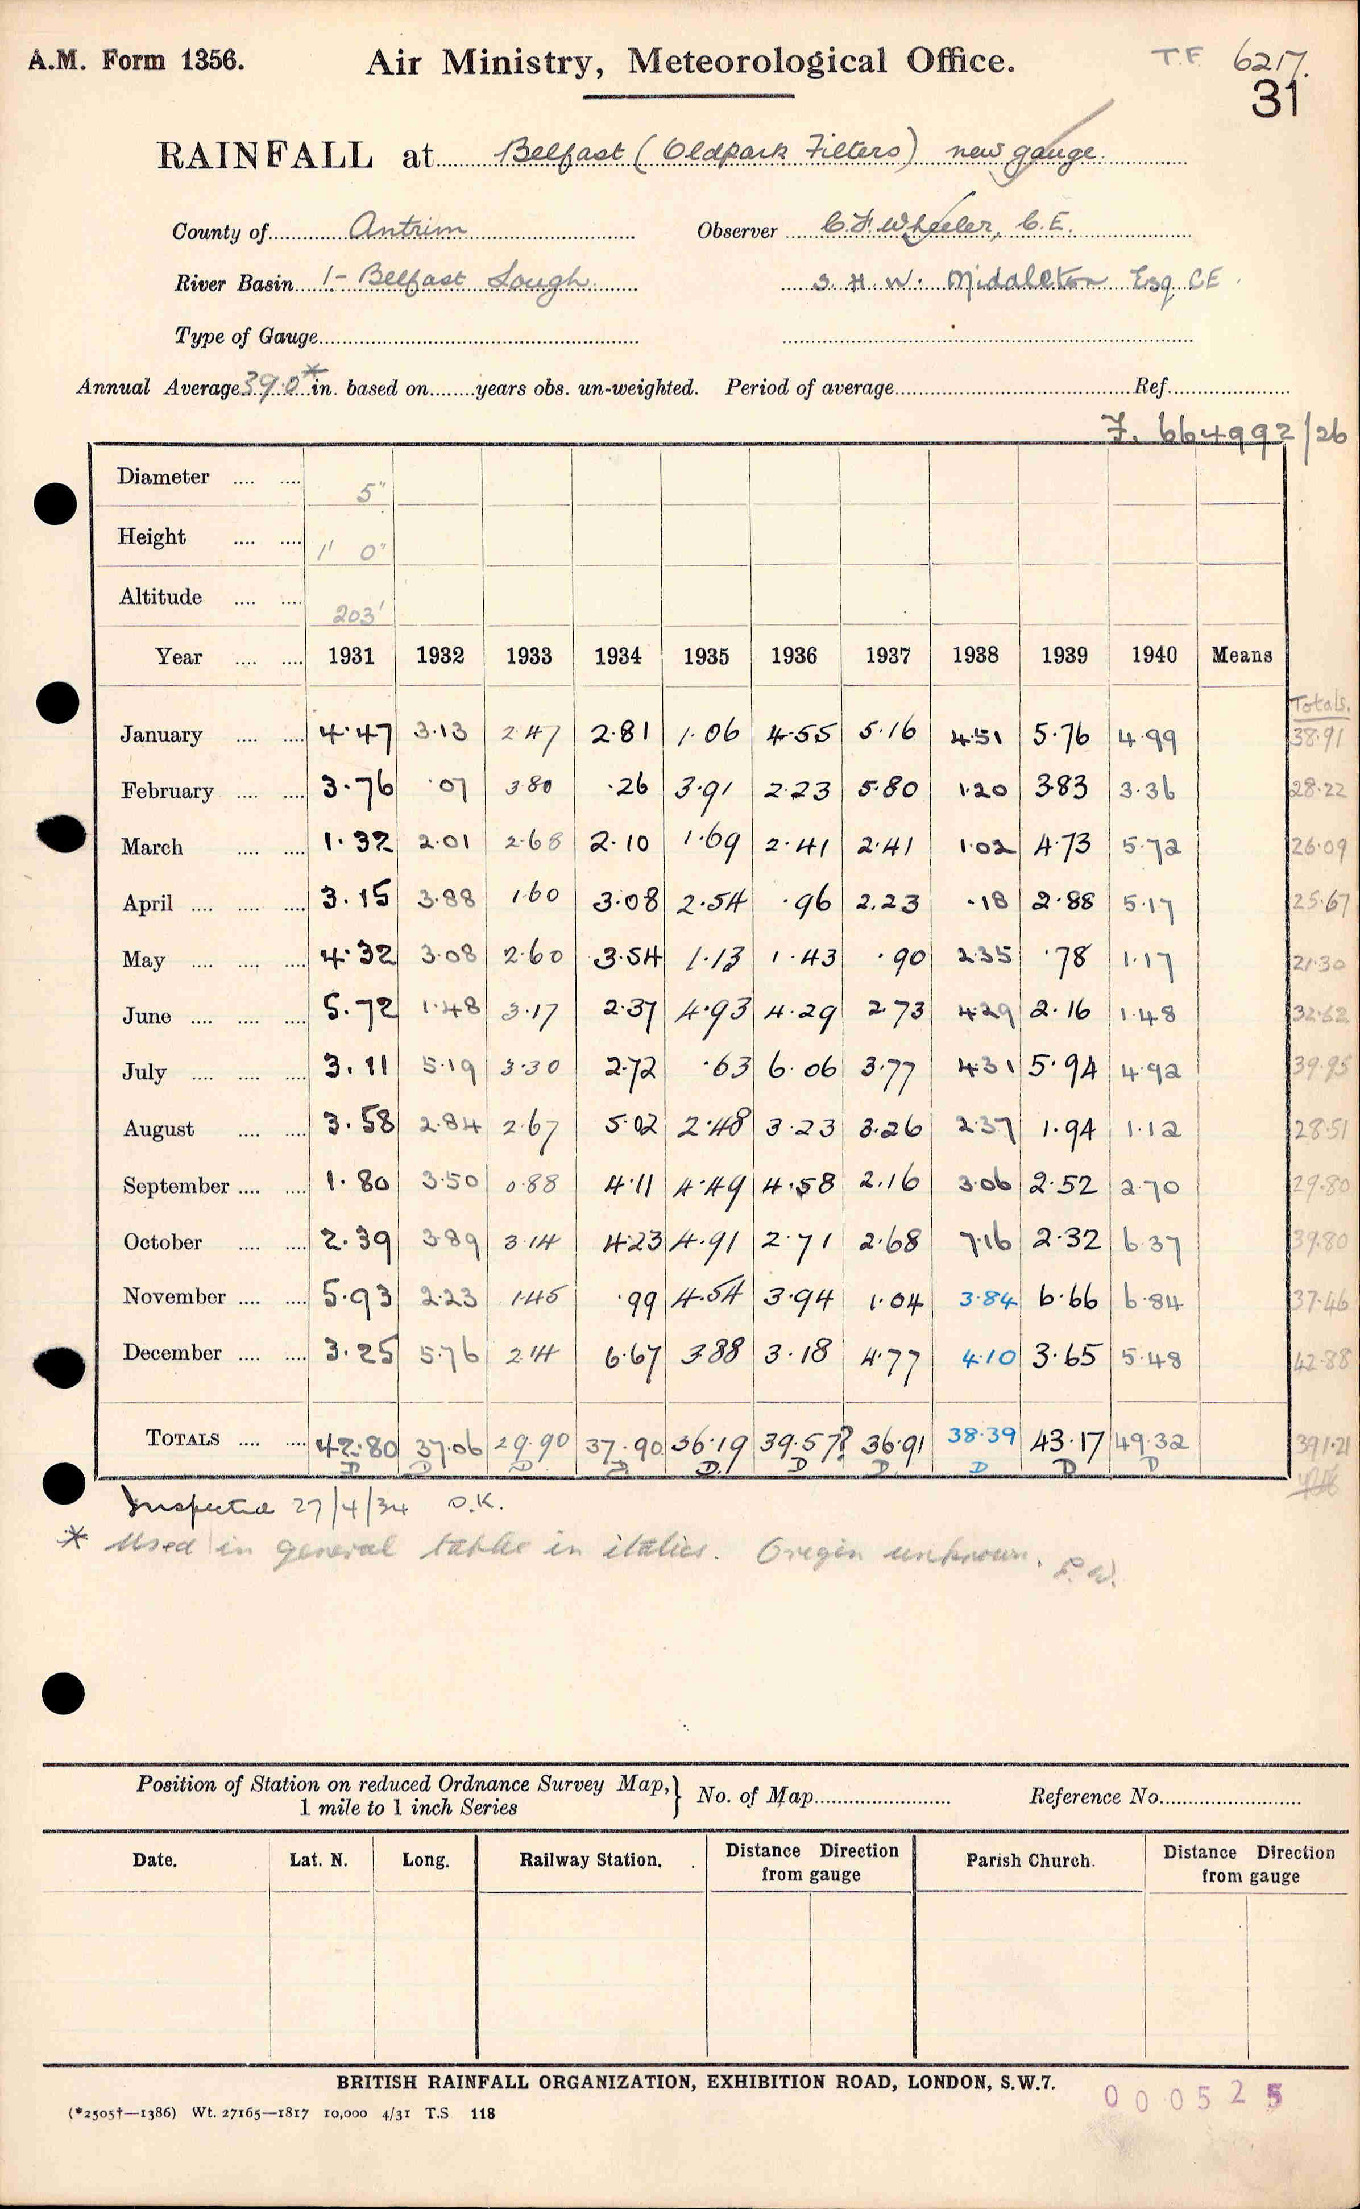 A.M. Form 1356. Air Ministry, Meteorological Office. T.F 6217.
31
RAINFALL at Belfast (Oldpark Filters) new gauge.
County of Antrim Observer C. F. Wheeler, C.E.
River Basin 1- Belfast Lough. S. H. W. Middleton Esq CE.
Type of Gauge
Annual Average 39.0* in. based on years obs. un-weighted. Period of average Ref.
F. 664992/26
Diameter 5"
Height 1' 0"
Altitude 203'
Year 1931 1932 1933 1934 1935 1936 1937 1938 1939 1940 Means
Totals.
January 4.47 3.13 2.47 2.81 1.06 4.55 5.16 4.51 5.76 4.99 38.91
February 3.76 .07 3.80 .26 3.91 2.23 5.80 1.20 3.83 3.36 28.22
March 1.32 2.01 2.68 2.10 1.69 2.41 2.41 1.02 4.73 5.72 26.09
April 3.15 3.88 1.60 3.08 2.54 .96 2.23 .18 2.88 5.17 25.67
May 4.32 3.08 2.60 3.54 1.13 1.43 .90 2.35 .78 1.17 21.30
June 5.72 1.48 3.17 2.37 4.93 4.29 2.73 4.29 2.16 1.48 32.62
July 3.11 5.19 3.30 2.72 .63 6.06 3.77 4.31 5.94 4.92 39.95
August 3.58 2.84 2.67 5.02 2.48 3.23 3.26 2.37 1.94 1.12 28.51
September 1.80 3.50 0.88 4.11 4.49 4.58 2.16 3.06 2.52 2.70 29.80
October 2.39 3.89 3.14 4.23 4.91 2.71 2.68 7.16 2.32 6.37 39.80
November 5.93 2.23 1.45 .99 4.54 3.94 1.04 3.84 6.66 6.84 37.46
December 3.25 5.76 2.14 6.67 3.88 3.18 4.77 4.10 3.65 5.48 42.88
TOTALS 42.80 37.06 29.90 37.90 36.19 39.57? 36.91 38.39 43.17 49.32 391.21
D D D D D. D D. D D D
Inspected 27/4/34 O.K.
* Used in general table in italics. Origin unknown. P.W.
Position of Station on reduced Ordnance Survey Map, } No. of Map Reference No.
1 mile to 1 inch Series
Date. Lat. N. Long. Railway Station. Distance Direction from gauge Parish Church. Distance Direction from gauge
BRITISH RAINFALL ORGANIZATION, EXHIBITION ROAD, LONDON, S.W.7.
(*2505†—1386) Wt. 27165—1817 10,000 4/31 T.S 118
000525